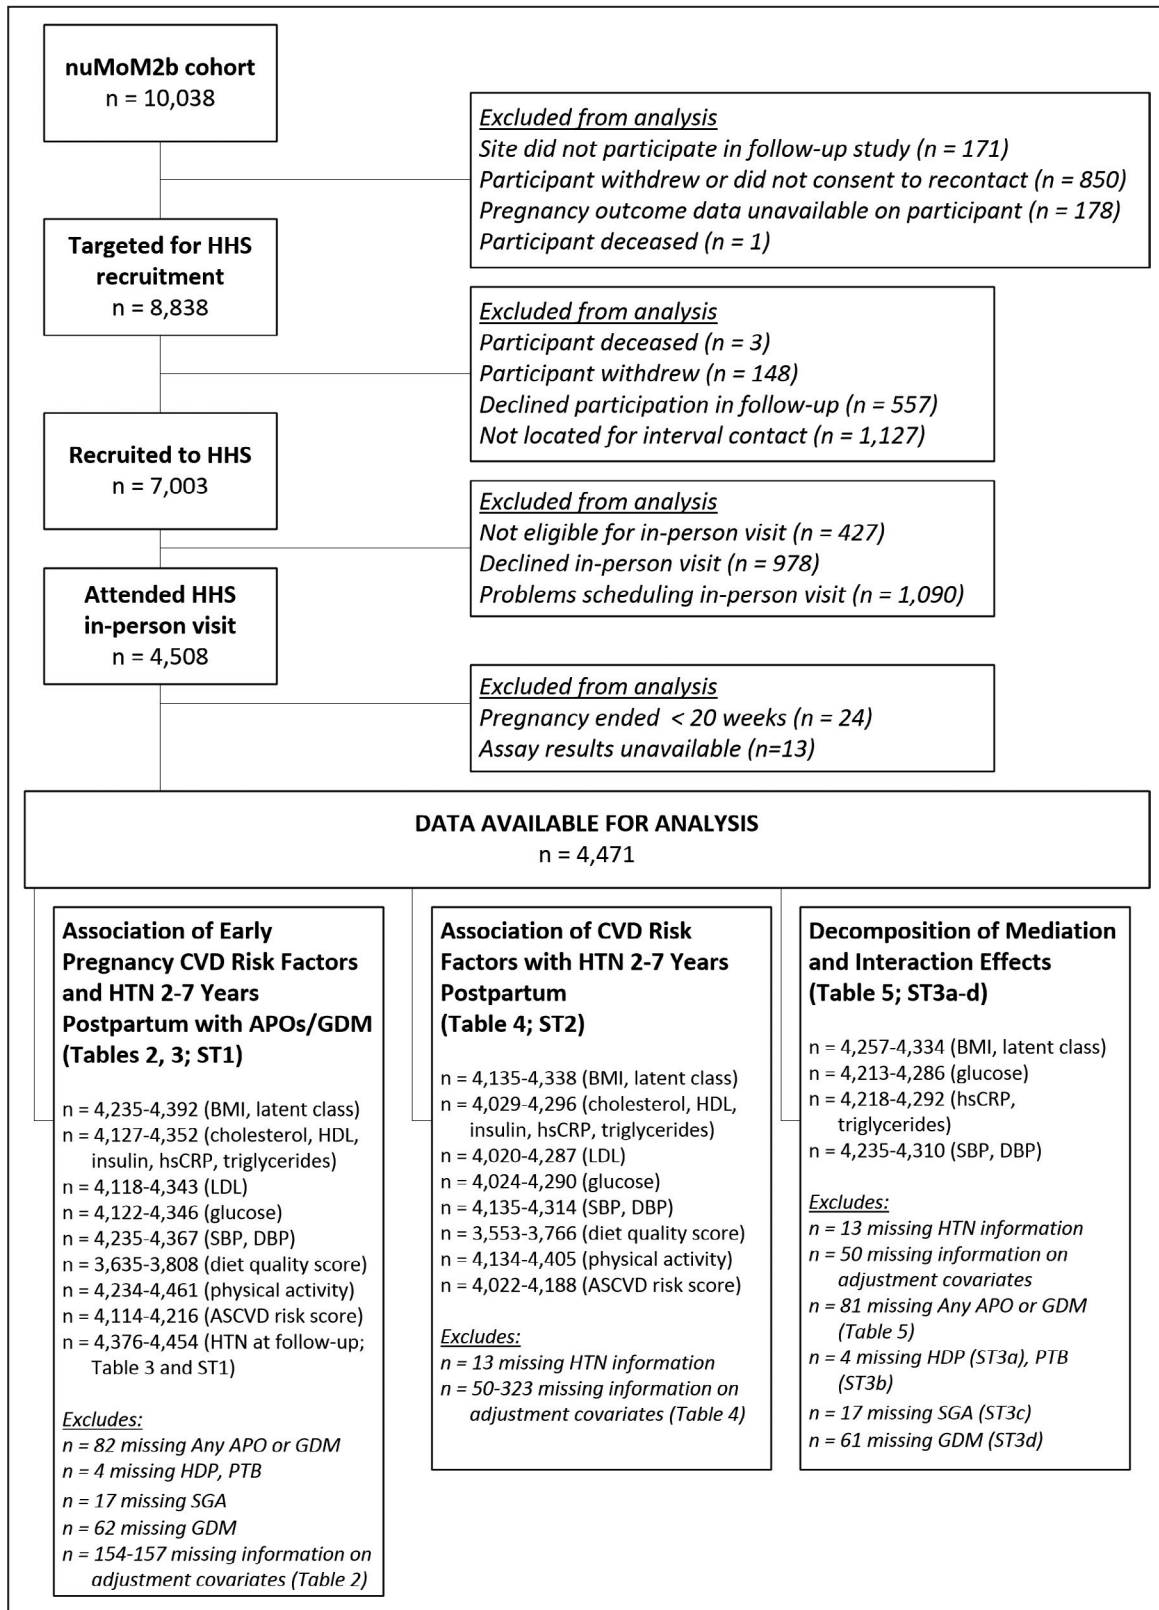 nuMoM2b cohort
n = 10,038
Excluded from analysis
Site did not participate in follow-up study (n = 171)
Participant withdrew or did not consent to recontact (n = 850)
Pregnancy outcome data unavailable on participant (n = 178)
Participant deceased (n = 1)
Targeted for HHS
recruitment
n = 8,838
Excluded from analysis
Participant deceased (n = 3)
Participant withdrew (n = 148)
Declined participation in follow-up (n = 557)
Not located for interval contact (n = 1,127)
Recruited to HHS
n = 7,003
Excluded from analysis
Not eligible for in-person visit (n = 427)
Declined in-person visit (n = 978)
Problems scheduling in-person visit (n = 1,090)
Attended HHS
in-person visit
n = 4,508
Excluded from analysis
Pregnancy ended < 20 weeks (n = 24)
Assay results unavailable (n=13)
DATA AVAILABLE FOR ANALYSIS
n = 4,471
Association of Early
Pregnancy CVD Risk Factors
and HTN 2-7 Years
Postpartum with APOs/GDM
(Tables 2, 3; ST1)
n = 4,235-4,392 (BMI, latent class)
n = 4,127-4,352 (cholesterol, HDL,
insulin, hsCRP, triglycerides)
n = 4,118-4,343 (LDL)
n = 4,122-4,346 (glucose)
n = 4,235-4,367 (SBP, DBP)
n = 3,635-3,808 (diet quality score)
n = 4,234-4,461 (physical activity)
n = 4,114-4,216 (ASCVD risk score)
n = 4,376-4,454 (HTN at follow-up;
Table 3 and ST1)
Excludes:
n = 82 missing Any APO or GDM
n = 4 missing HDP, PTB
n = 17 missing SGA
n = 62 missing GDM
n = 154-157 missing information on
adjustment covariates (Table 2)
Association of CVD Risk
Factors with HTN 2-7 Years
Postpartum
(Table 4; ST2)
n = 4,135-4,338 (BMI, latent class)
n = 4,029-4,296 (cholesterol, HDL,
insulin, hsCRP, triglycerides)
n = 4,020-4,287 (LDL)
n = 4,024-4,290 (glucose)
n = 4,135-4,314 (SBP, DBP)
n = 3,553-3,766 (diet quality score)
n = 4,134-4,405 (physical activity)
n = 4,022-4,188 (ASCVD risk score)
Excludes:
n = 13 missing HTN information
n = 50-323 missing information on
adjustment covariates (Table 4)
Decomposition of Mediation
and Interaction Effects
(Table 5; ST3a-d)
n = 4,257-4,334 (BMI, latent class)
n = 4,213-4,286 (glucose)
n = 4,218-4,292 (hsCRP,
triglycerides)
n = 4,235-4,310 (SBP, DBP)
Excludes:
n = 13 missing HTN information
n = 50 missing information on
adjustment covariates
n = 81 missing Any APO or GDM
(Table 5)
n = 4 missing HDP (ST3a), PTB
(ST3b)
n = 17 missing SGA (ST3c)
n = 61 missing GDM (ST3d)